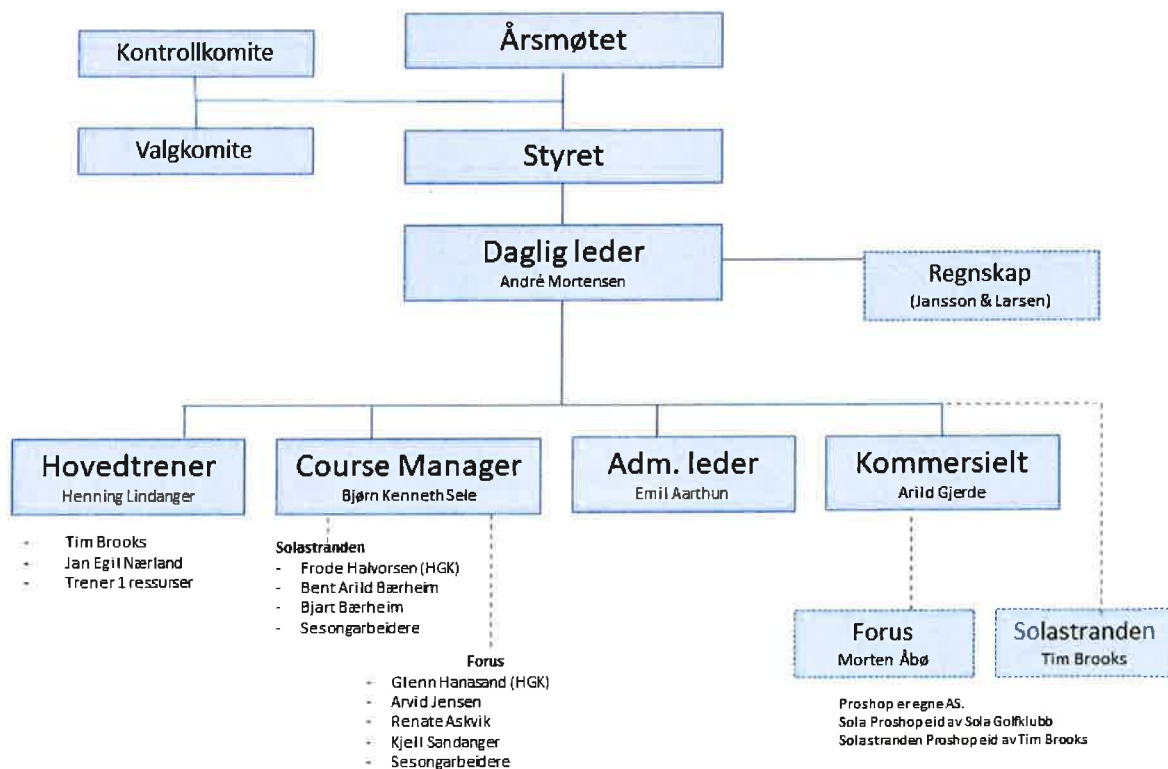 Kontrollkomite
Årsmøtet
Valgkomite
Styret
Daglig leder
André Mortensen
Regnskap
(Jansson & Larsen)
Hovedtrener
Henning Lindanger
Course Manager
Bjørn Kenneth Sele
Adm. leder
Emil Aarthun
Kommersielt
Arild Gjerde
- Tim Brooks
- Jan Egil Nærland
- Trener 1 ressurser
Solastranden
- Frode Halvorsen (HGK)
- Bent Arild Bærheim
- Bjart Bærheim
- Sesongarbeidere
Forus
- Glenn Hanasand (HGK)
- Arvid Jensen
- Renate Askvik
- Kjell Sandanger
- Sesongarbeidere
Forus
Morten Åbø
Solastranden
Tim Brooks
Proshop er egne AS.
Sola Proshop eid av Sola Golfklubb
Solastranden Proshop eid av Tim Brooks